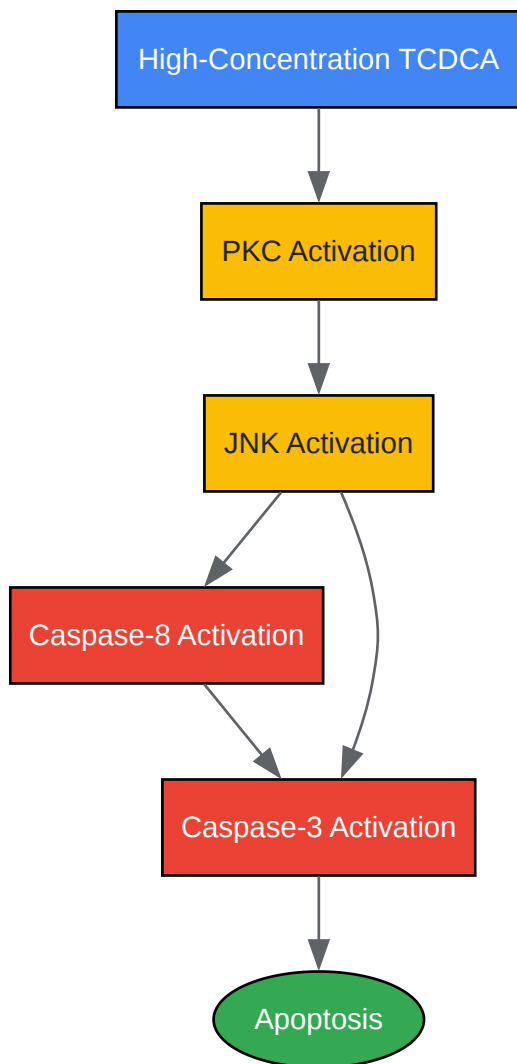 High-Concentration TCDCA
PKC Activation
JNK Activation
Caspase-8 Activation
Caspase-3 Activation
Apoptosis